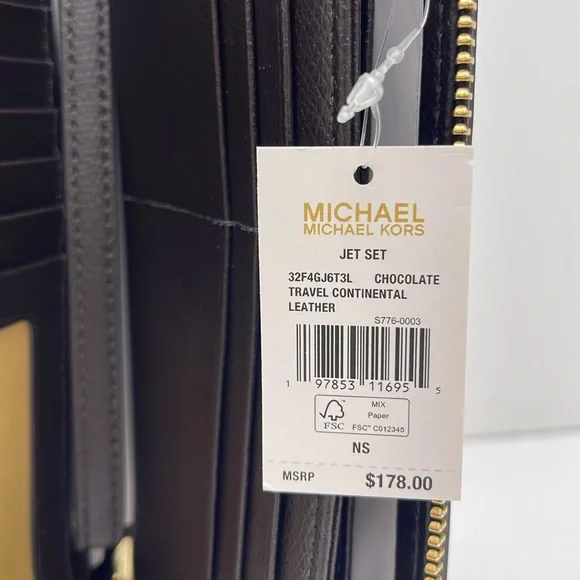 MICHAEL
MICHAEL KORS
JET SET
32F4GJ6T3L CHOCOLATE
TRAVEL CONTINENTAL
LEATHER
S776-0003
1 97853 11695 5
FSC
MIX
Paper
FSC™ C012345
NS
MSRP $178.00